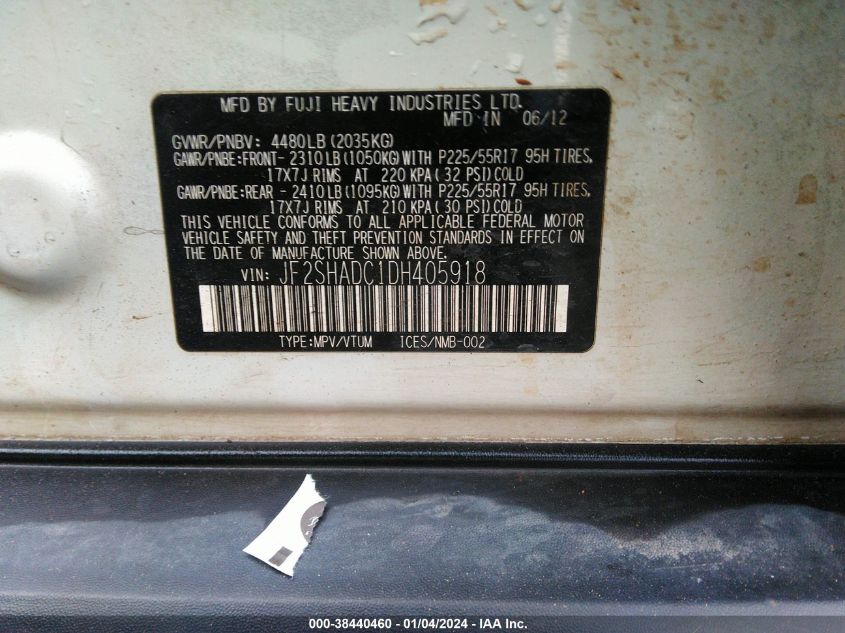 MFD BY FUJI HEAVY INDUSTRIES LTD.
MFD IN 06/12
GVWR/PNBV: 4480LB(2035KG)
GAWR/PNBE:FRONT- 2310LB(1050KG)WITH P225/55R17 95H TIRES,
17X7J RIMS AT 220KPA( 32 PSI)COLD
GAWR/PNBE:REAR - 2410LB(1095KG)WITH P225/55R17 95H TIRES,
17X7J RIMS AT 210KPA( 30 PSI)COLD
THIS VEHICLE CONFORMS TO ALL APPLICABLE FEDERAL MOTOR
VEHICLE SAFETY AND THEFT PREVENTION STANDARDS IN EFFECT ON
THE DATE OF MANUFACTURE SHOWN ABOVE.
VIN: JF2SHADC1DH405918
TYPE:MPV/VTUM ICES/NMB-002
000-38440460 - 01/04/2024 - IAA Inc.